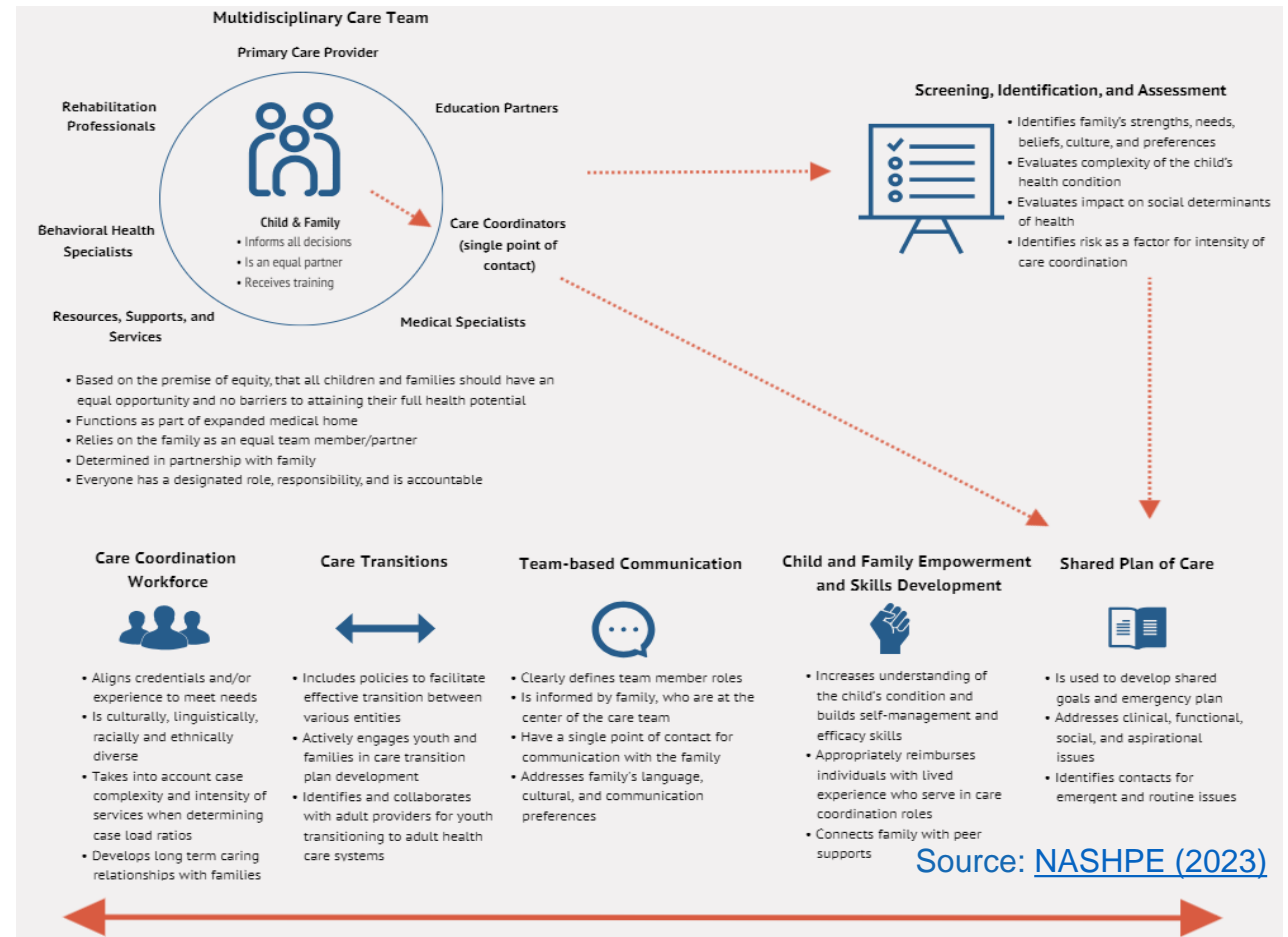 Multidisciplinary Care Team
Primary Care Provider
Rehabilitation
Professionals
Education Partners
Child & Family
• Informs all decisions
• Is an equal partner
• Receives training
Behavioral Health
Specialists
Care Coordinators
(single point of
contact)
Resources, Supports, and
Services
Medical Specialists
• Based on the premise of equity, that all children and families should have an
equal opportunity and no barriers to attaining their full health potential
• Functions as part of expanded medical home
• Relies on the family as an equal team member/partner
• Determined in partnership with family
• Everyone has a designated role, responsibility, and is accountable
Screening, Identification, and Assessment
• Identifies family's strengths, needs,
beliefs, culture, and preferences
• Evaluates complexity of the child's
health condition
• Evaluates impact on social determinants
of health
• Identifies risk as a factor for intensity of
care coordination
Care Coordination
Workforce
• Aligns credentials and/or
experience to meet needs
• Is culturally, linguistically,
racially and ethnically
diverse
• Takes into account case
complexity and intensity of
services when determining
case load ratios
• Develops long term caring
relationships with families
Care Transitions
• Includes policies to facilitate
effective transition between
various entities
• Actively engages youth and
families in care transition
plan development
• Identifies and collaborates
with adult providers for youth
transitioning to adult health
care systems
Team-based Communication
• Clearly defines team member roles
• Is informed by family, who are at the
center of the care team
• Have a single point of contact for
communication with the family
• Addresses family's language,
cultural, and communication
preferences
Child and Family Empowerment
and Skills Development
• Increases understanding of
the child's condition and
builds self-management and
efficacy skills
• Appropriately reimburses
individuals with lived
experience who serve in care
coordination roles
• Connects family with peer
supports
Shared Plan of Care
• Is used to develop shared
goals and emergency plan
• Addresses clinical, functional,
social, and aspirational
issues
• Identifies contacts for
emergent and routine issues
Source: NASHPE (2023)